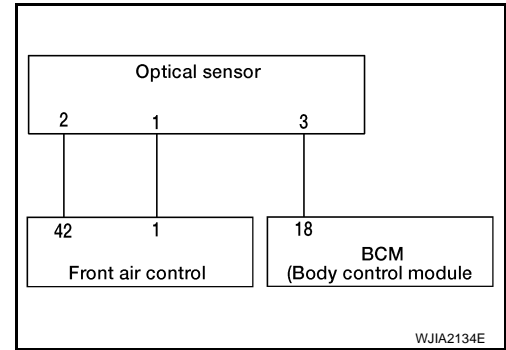 Optical sensor
2 1 3
42 1 18
Front air control
BCM
(Body control module
WJIA2134E